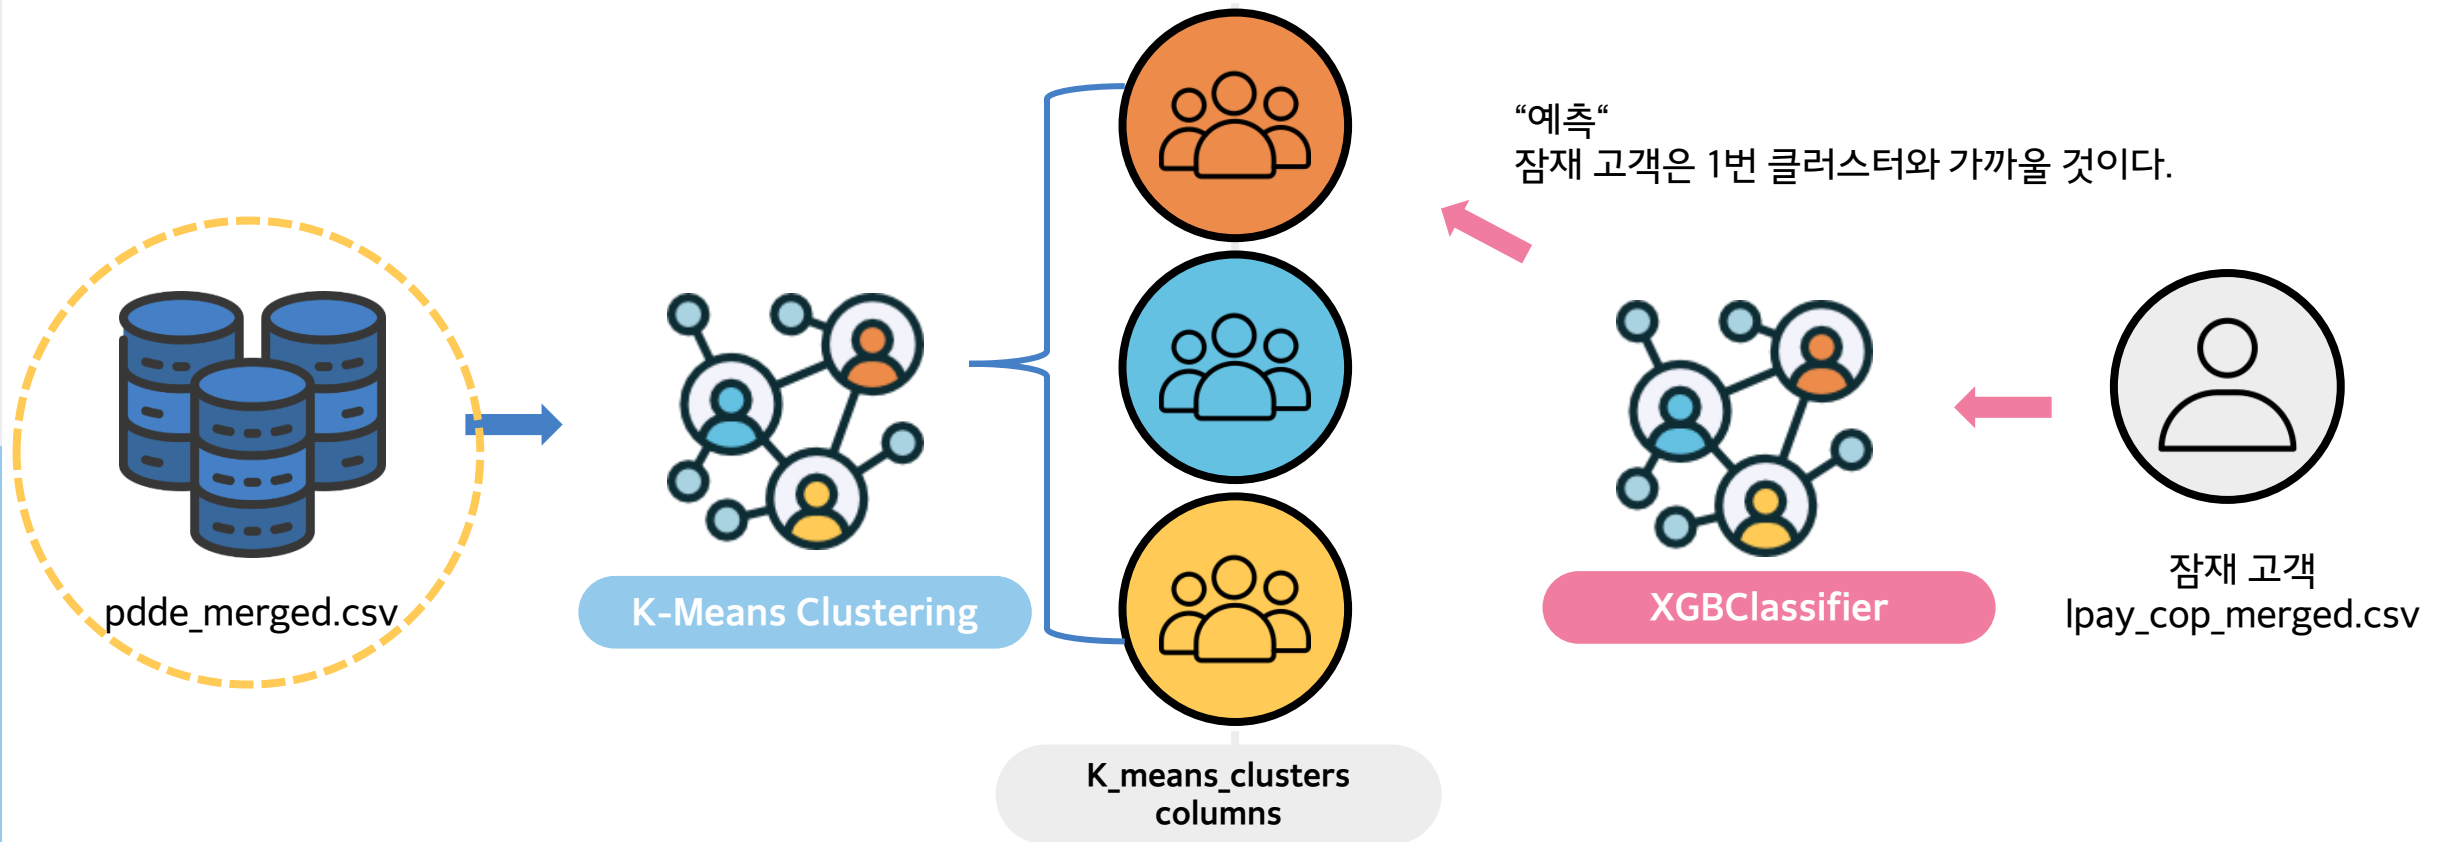 pdde_merged.csv
K-Means Clustering
K_means_clusters
columns
“예측“
잠재 고객은 1번 클러스터와 가까울 것이다.
XGBClassifier
잠재 고객
lpay_cop_merged.csv